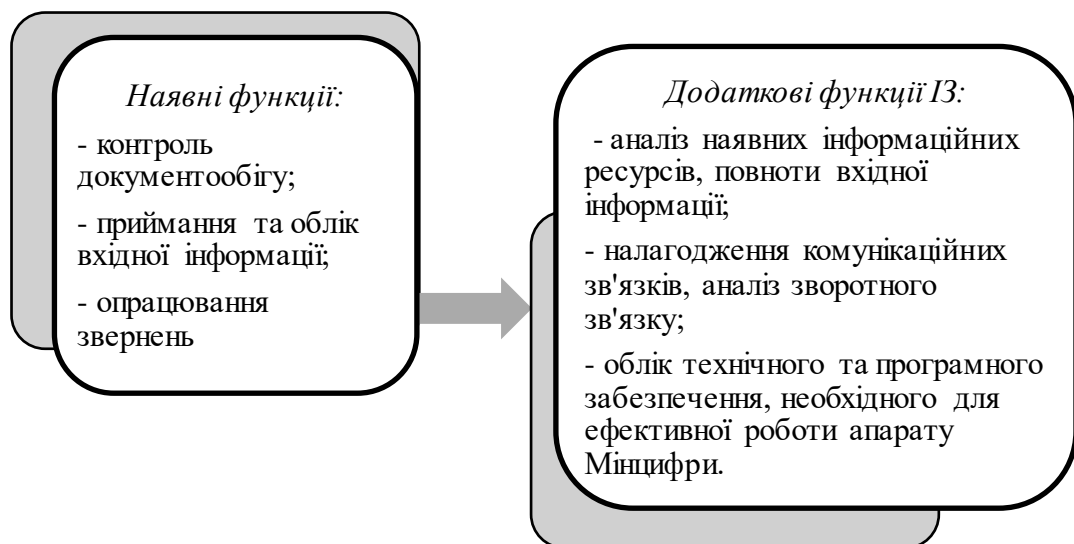 Наявні функції:
- контроль
документообігу;
- приймання та облік
вхідної інформації;
- опрацювання
звернень
Додаткові функції ІЗ:
- аналіз наявних інформаційних
ресурсів, повноти вхідної
інформації;
- налагодження комунікаційних
зв'язків, аналіз зворотного
зв'язку;
- облік технічного та програмного
забезпечення, необхідного для
ефективної роботи апарату
Мінцифри.